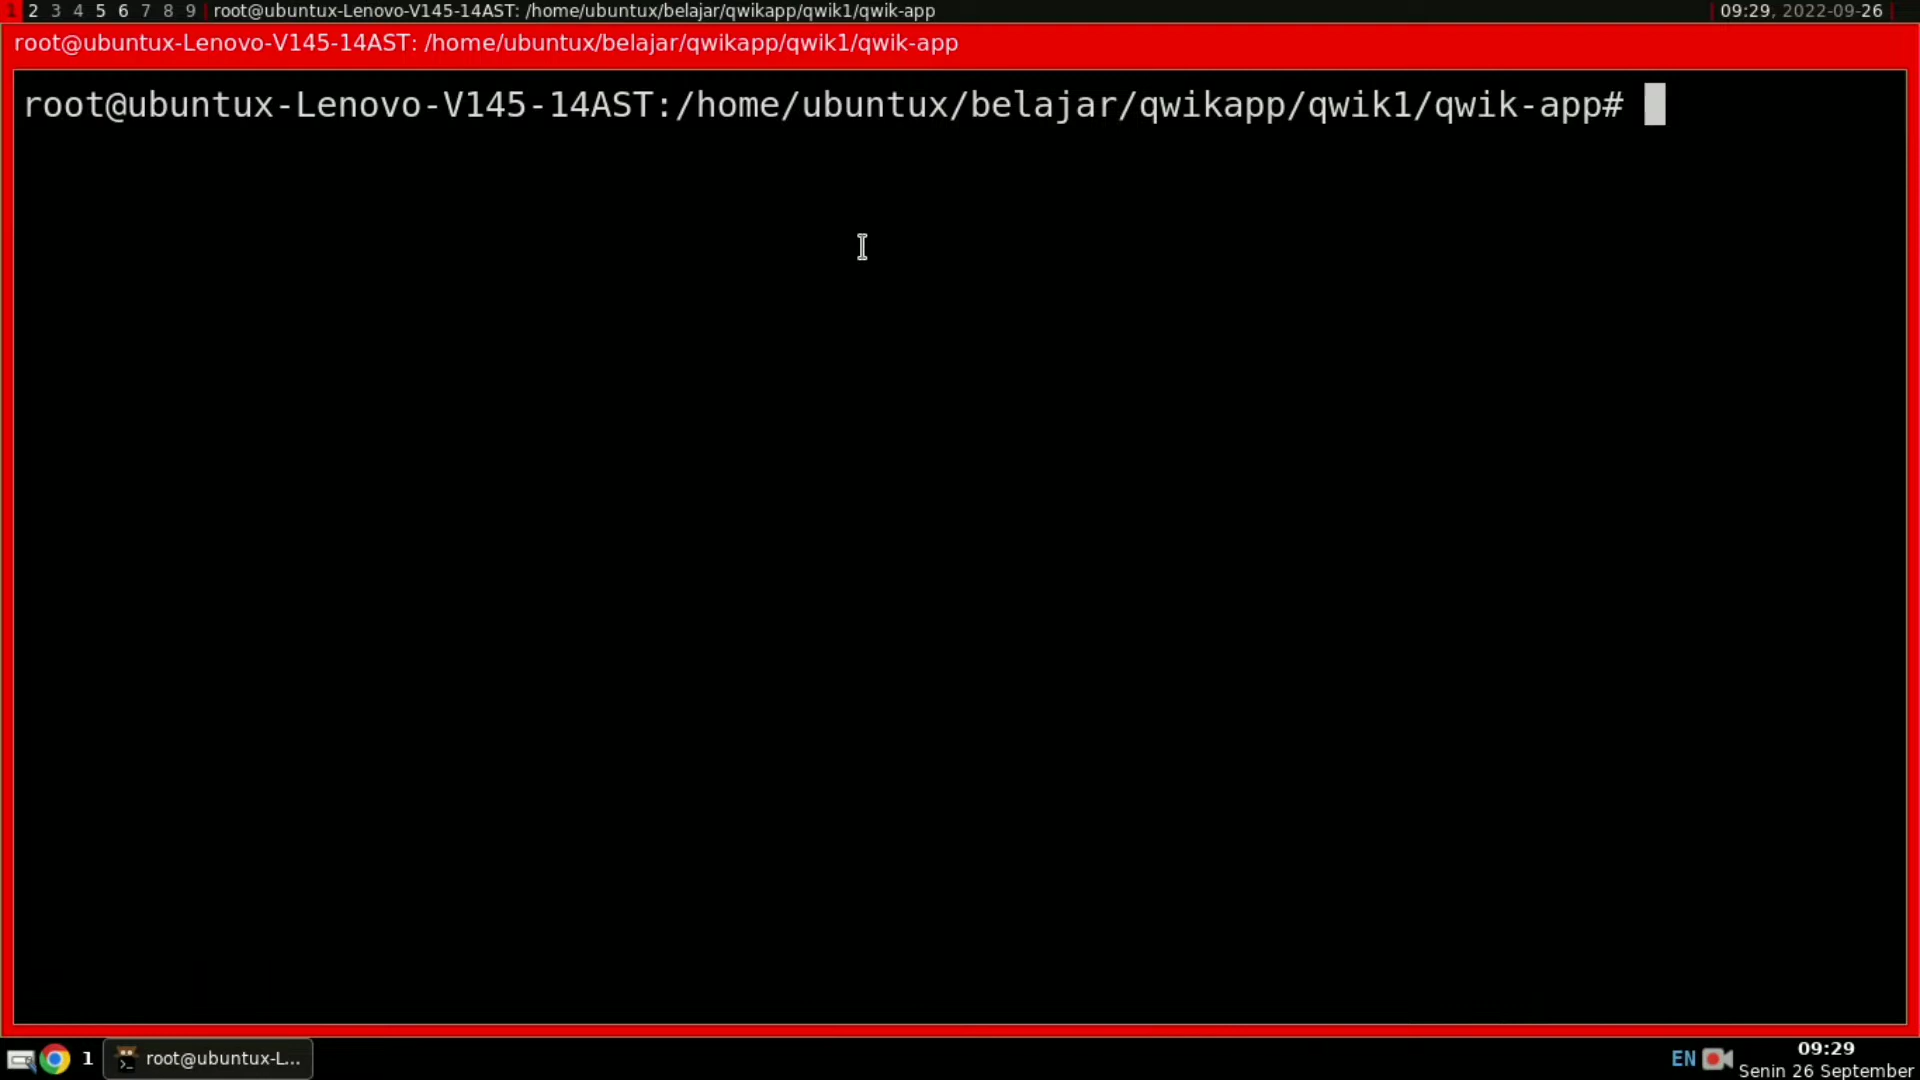 1 2 3 4 5 6 7 8 9 root@ubuntux-Lenovo-V145-14AST: /home/ubuntux/belajar/qwikapp/qwik1/qwik-app 09:29, 2022-09-26
root@ubuntux-Lenovo-V145-14AST: /home/ubuntux/belajar/qwikapp/qwik1/qwik-app
root@ubuntux-Lenovo-V145-14AST:/home/ubuntux/belajar/qwikapp/qwik1/qwik-app#
1 root@ubuntux-L... EN 09:29
Senin 26 September